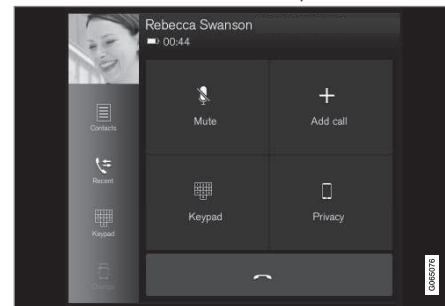 Rebecca Swanson
00:44
Contacts
Recent
Keypad
Mute
Add call
Keypad
Privacy
G065076